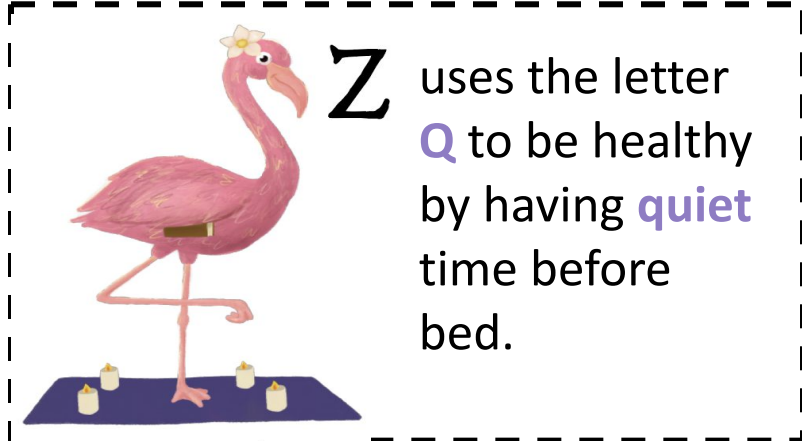 Z uses the letter
Q to be healthy
by having quiet
time before
bed.